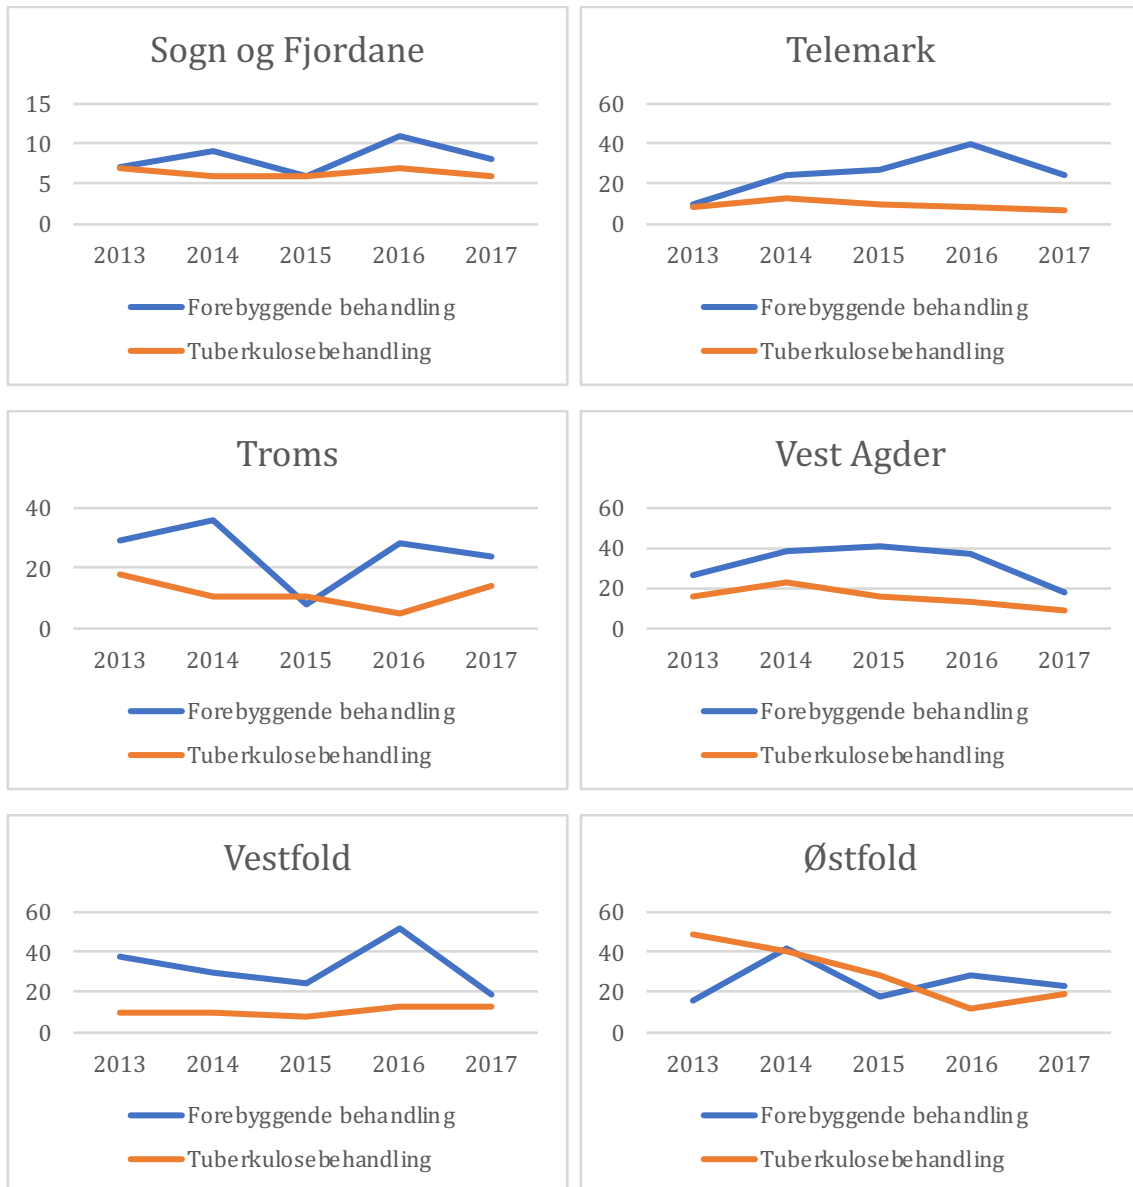 Sogn og Fjordane
15
10
5
0
2013 2014 2015 2016 2017
Forebyggende behandling
Tuberkulosebehandling
Telemark
60
40
20
0
2013 2014 2015 2016 2017
Forebyggende behandling
Tuberkulosebehandling
Troms
40
20
0
2013 2014 2015 2016 2017
Forebyggende behandling
Tuberkulosebehandling
Vest Agder
60
40
20
0
2013 2014 2015 2016 2017
Forebyggende behandling
Tuberkulosebehandling
Vestfold
60
40
20
0
2013 2014 2015 2016 2017
Forebyggende behandling
Tuberkulosebehandling
Østfold
60
40
20
0
2013 2014 2015 2016 2017
Forebyggende behandling
Tuberkulosebehandling